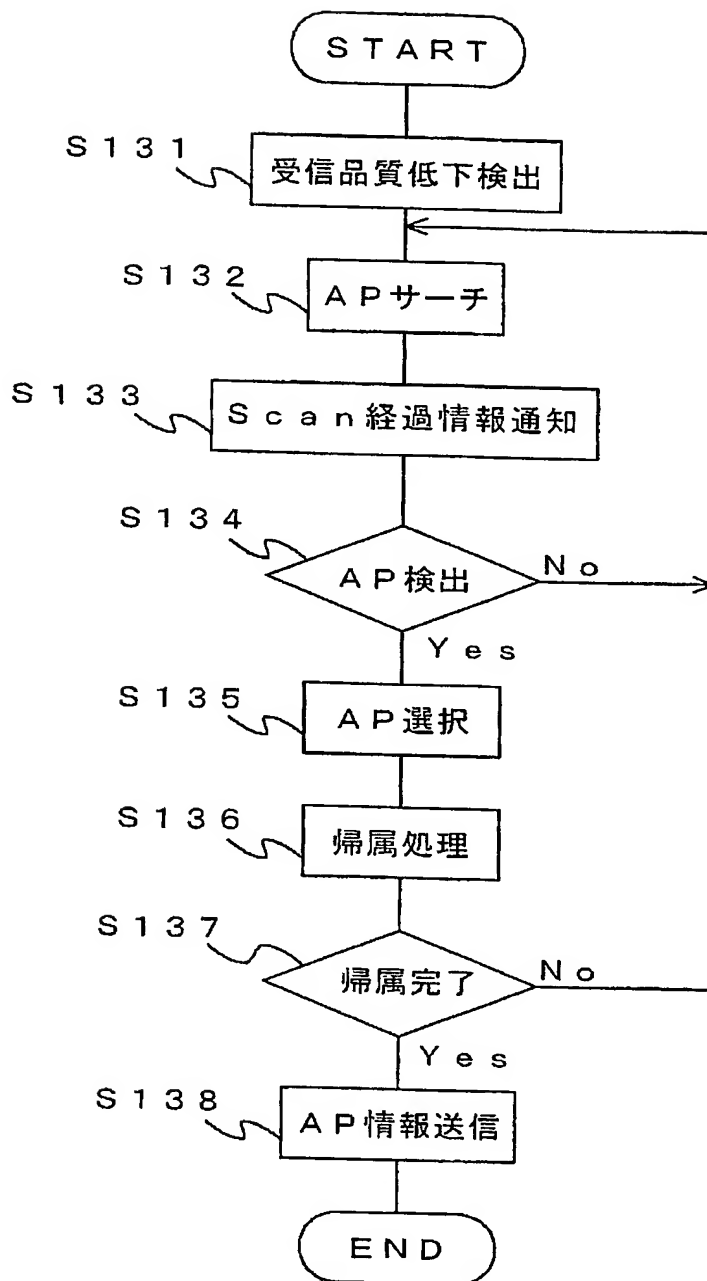 START
S131
受信品質低下検出
S132
APサーチ
S133
Scan経過情報通知
S134
AP検出
No
Yes
S135
AP選択
S136
帰属処理
S137
帰属完了
No
Yes
S138
AP情報送信
END